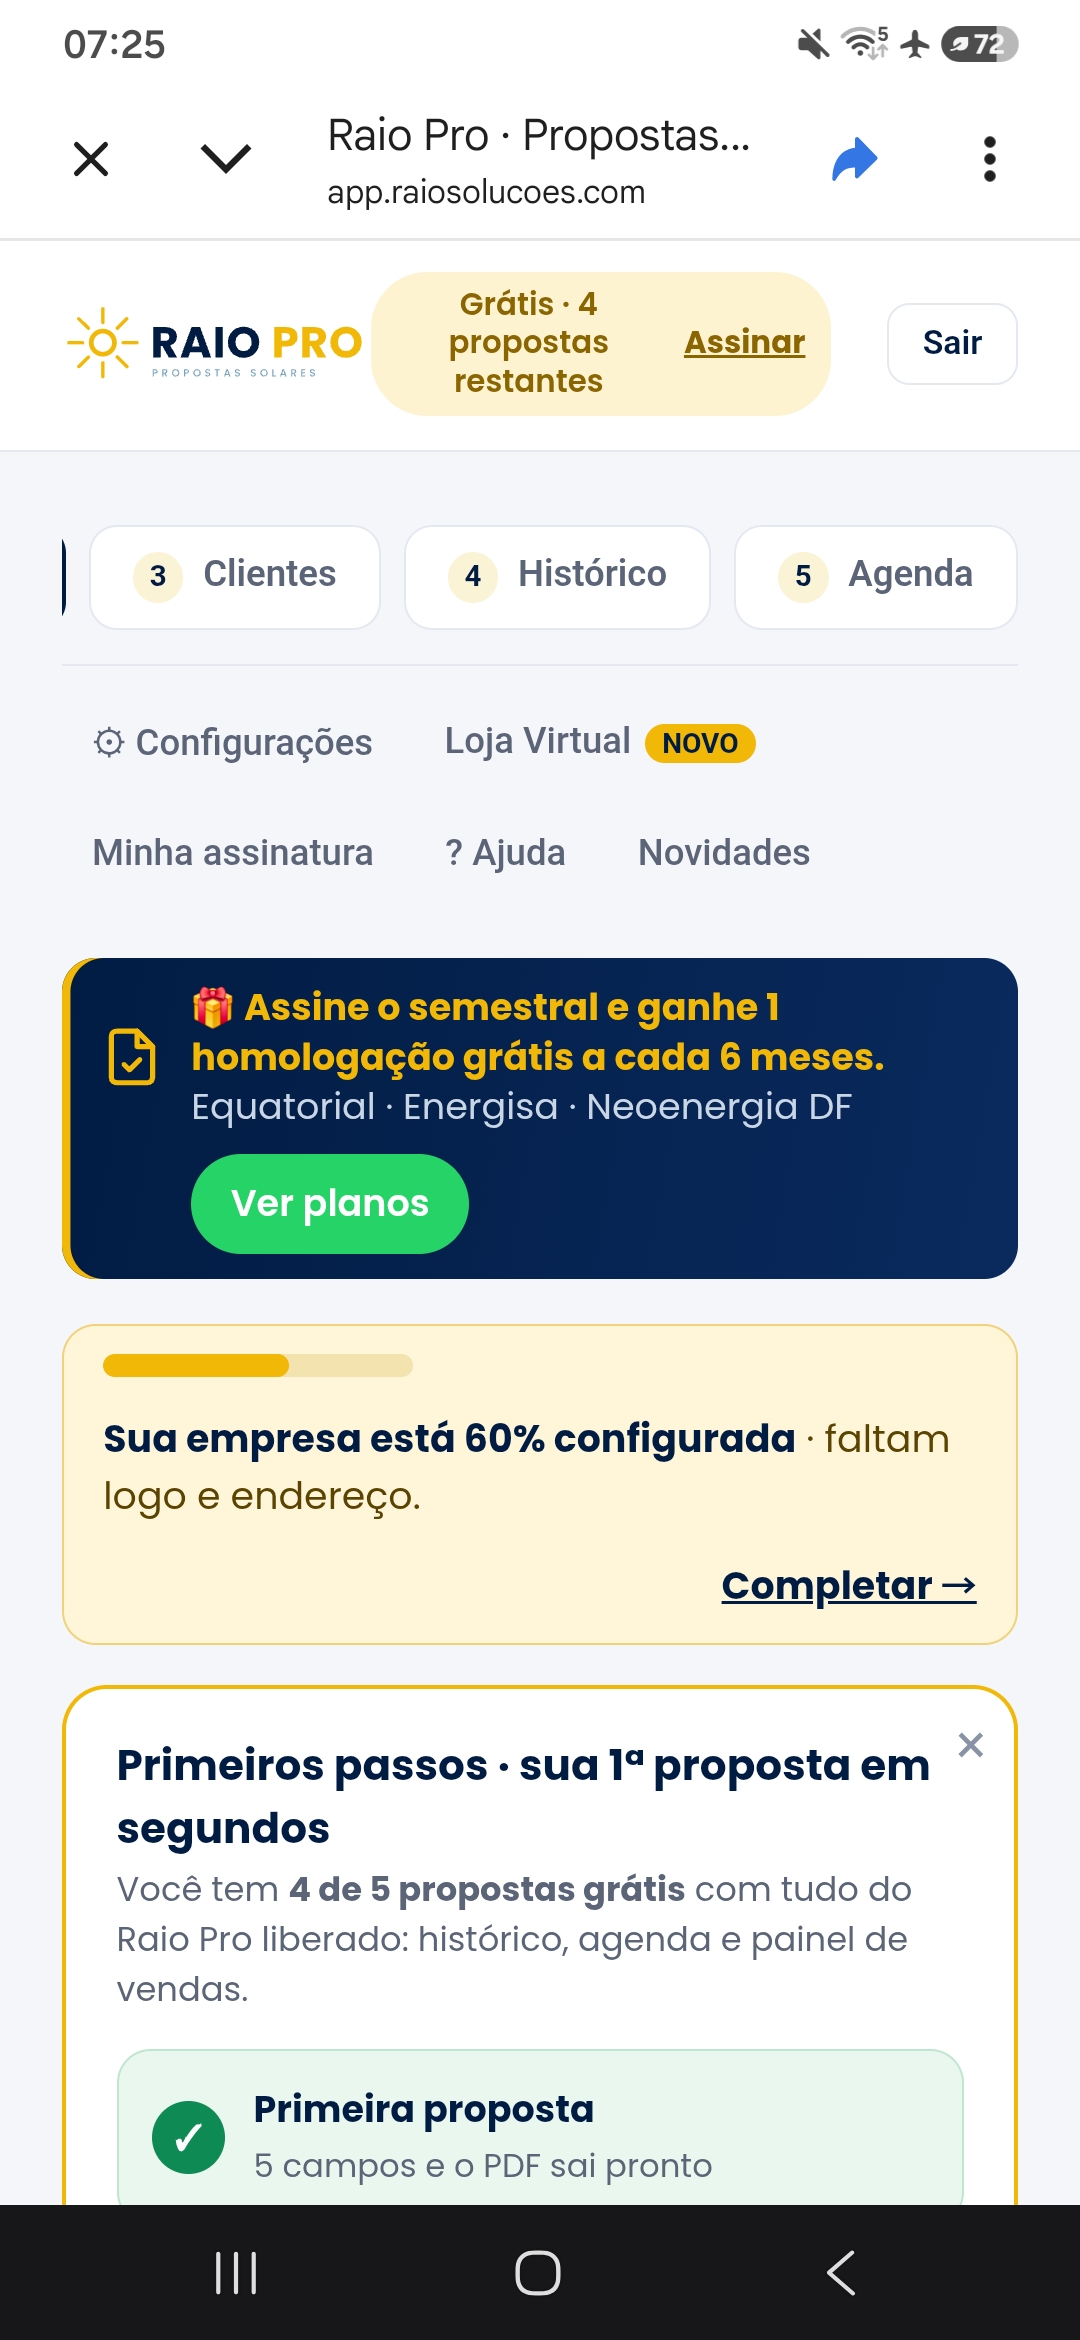 07:25
5
72
Raio Pro · Propostas...
app.raiosolucoes.com
RAIO PRO
PROPOSTAS SOLARES
Grátis · 4
propostas
restantes
Assinar
Sair
3 Clientes
4 Histórico
5 Agenda
Configurações
Loja Virtual NOVO
Minha assinatura
? Ajuda
Novidades
🎁 Assine o semestral e ganhe 1
homologação grátis a cada 6 meses.
Equatorial · Energisa · Neoenergia DF
Ver planos
Sua empresa está 60% configurada · faltam
logo e endereço.
Completar →
Primeiros passos · sua 1ª proposta em
segundos
Você tem 4 de 5 propostas grátis com tudo do
Raio Pro liberado: histórico, agenda e painel de
vendas.
Primeira proposta
5 campos e o PDF sai pronto